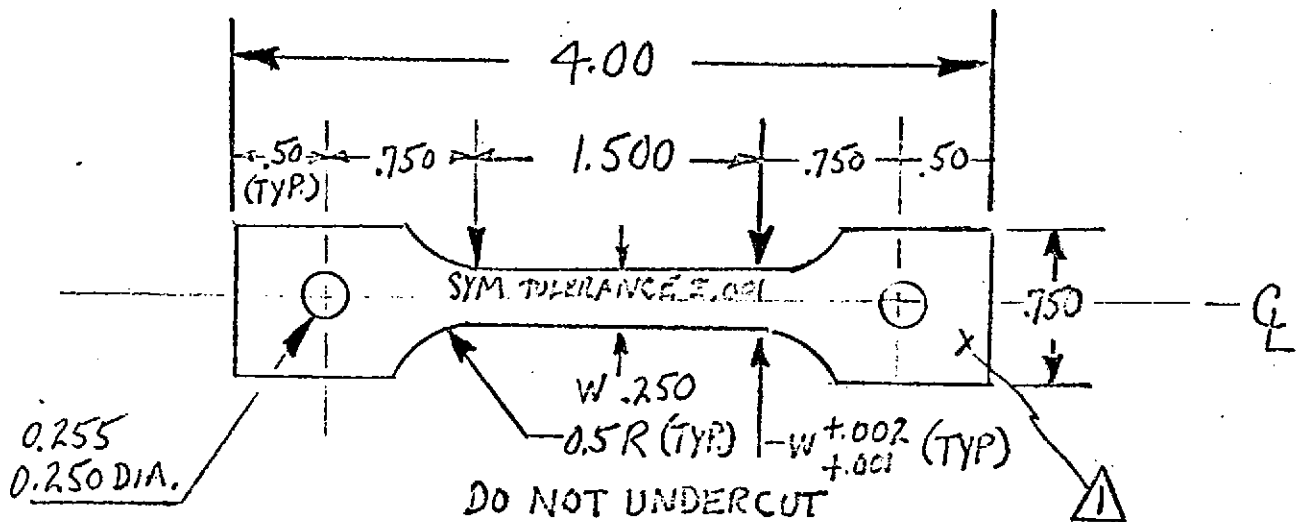 4.00
.50 .750 1.500 .750 .50
(TYP.)
SYM. TOLERANCE ±.001
.750
℄
X
W .250
0.255
0.250 DIA.
0.5 R (TYP.)
W +.002 (TYP.)
+.001
DO NOT UNDERCUT
1